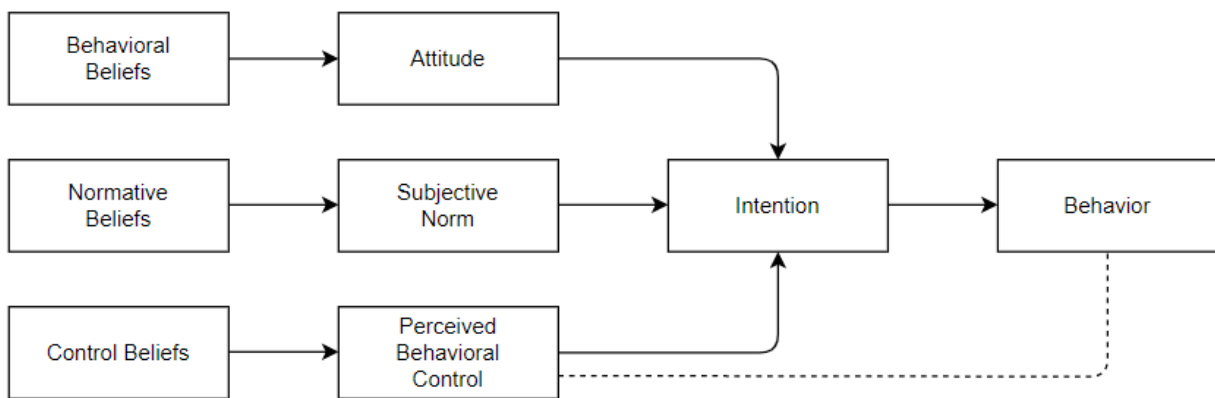 Behavioral
Beliefs
Attitude
Normative
Beliefs
Subjective
Norm
Intention
Behavior
Control Beliefs
Perceived
Behavioral
Control